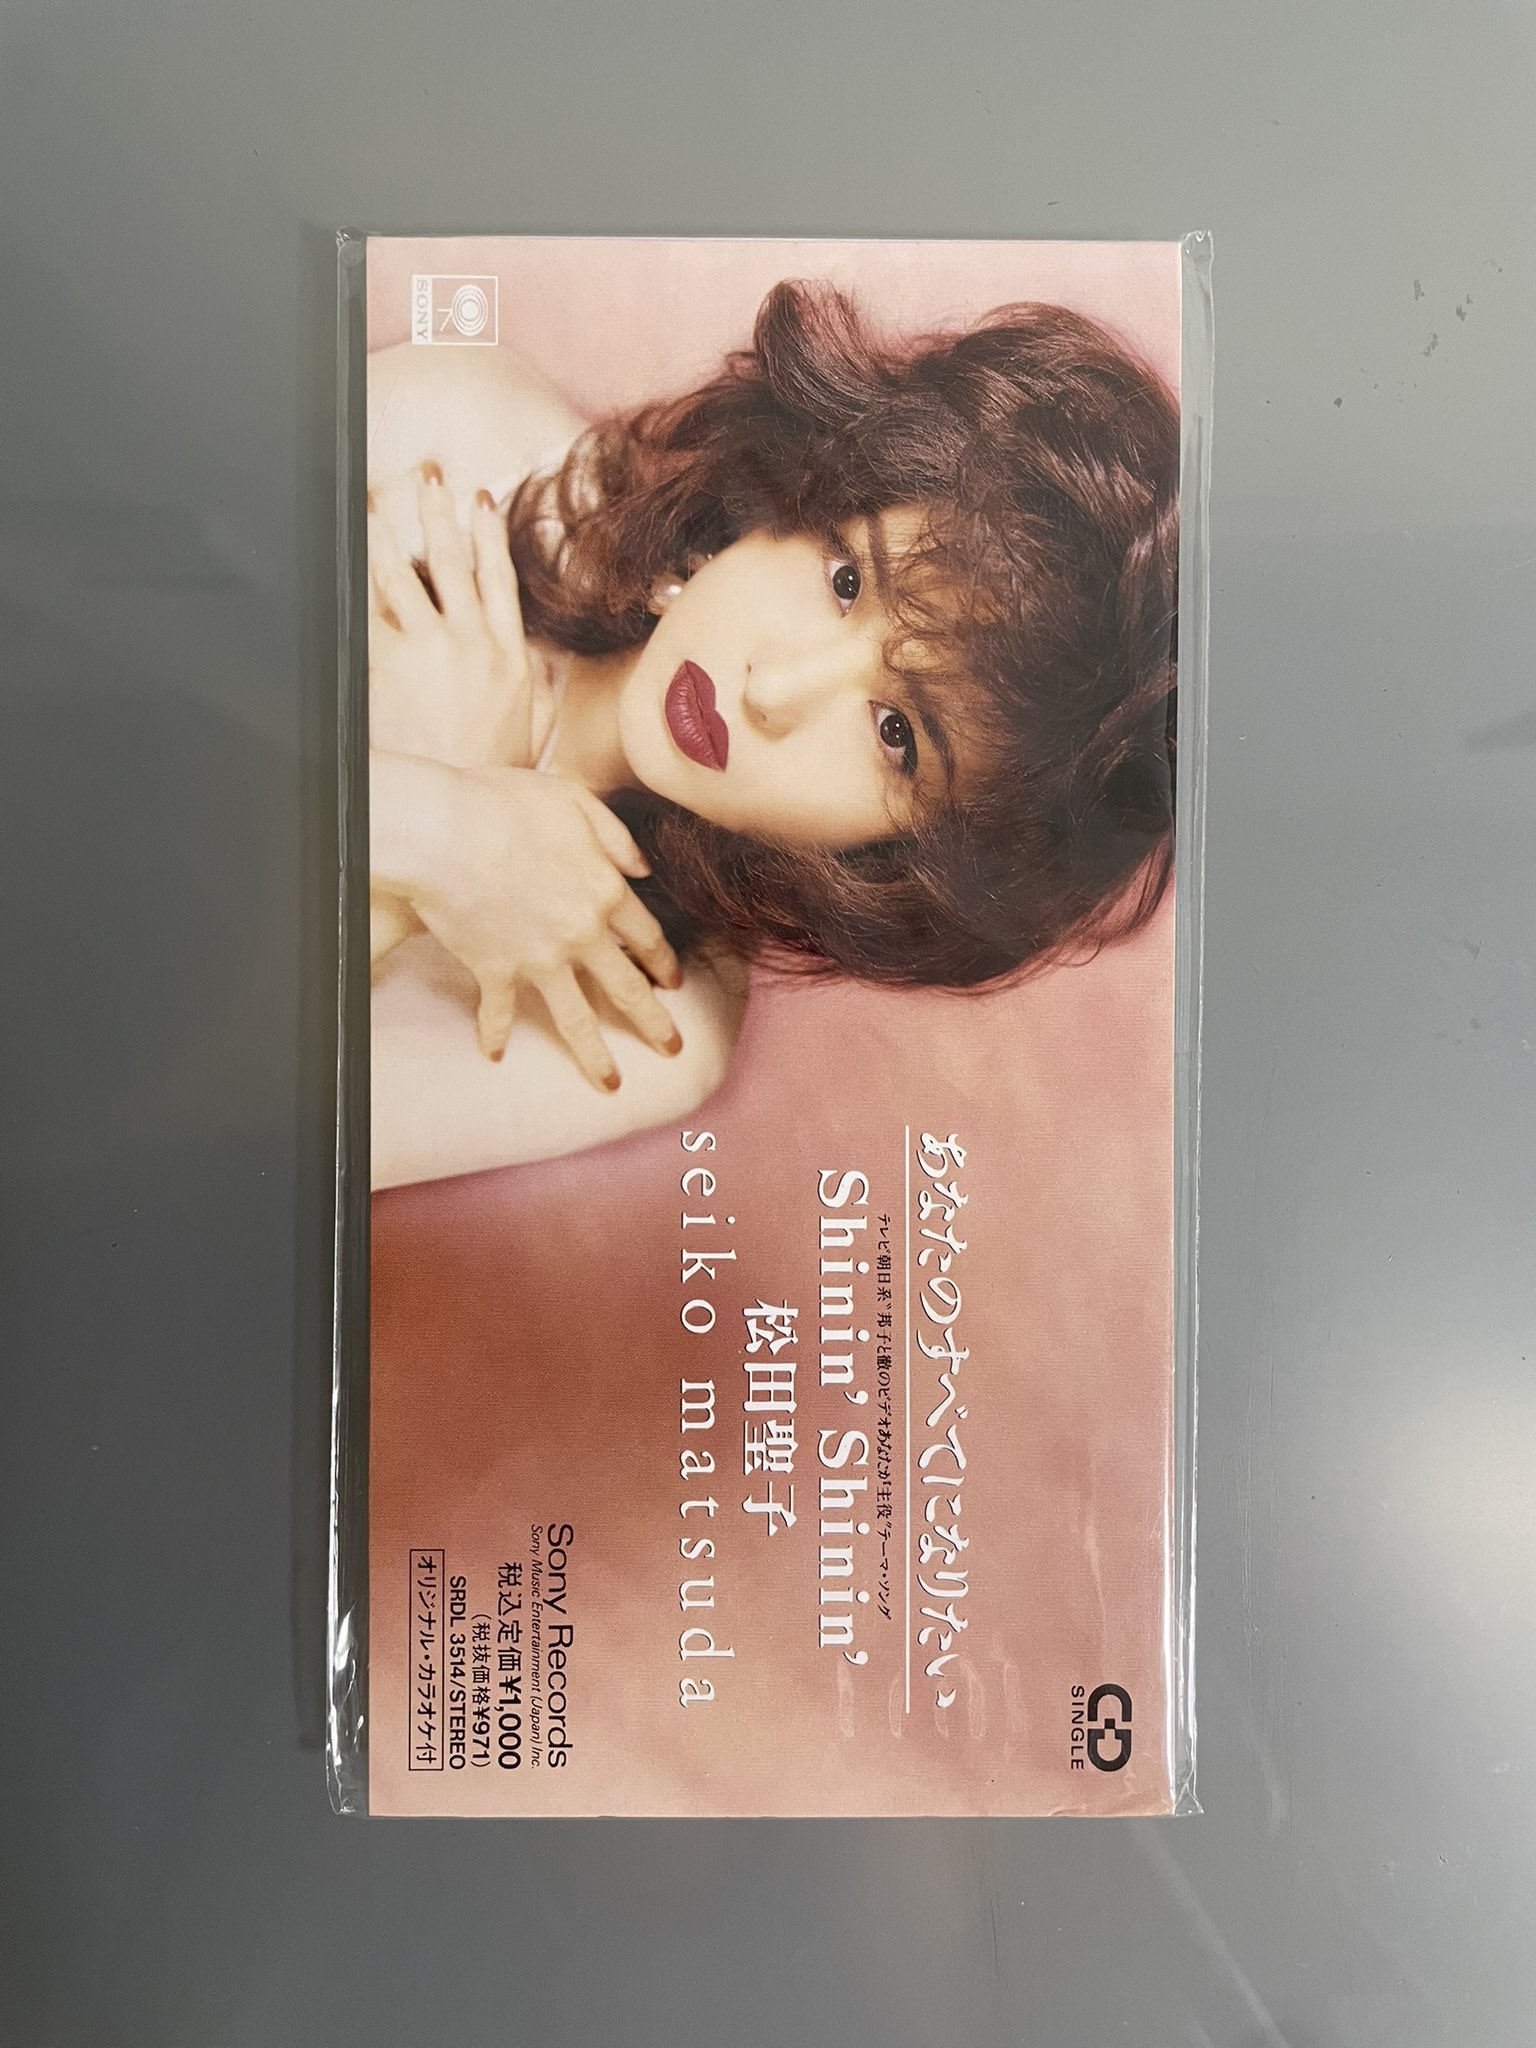 SONY
あなたのすべてになりたい
テレビ朝日系〝邦子と徹のビデオあなたが主役〟テーマ・ソング
Shinin' Shinin'
松田聖子
seiko matsuda
CD
SINGLE
Sony Records
Sony Music Entertainment (Japan) Inc.
税込定価¥1,000
(税抜価格¥971)
SRDL 3514/STEREO
オリジナル・カラオケ付